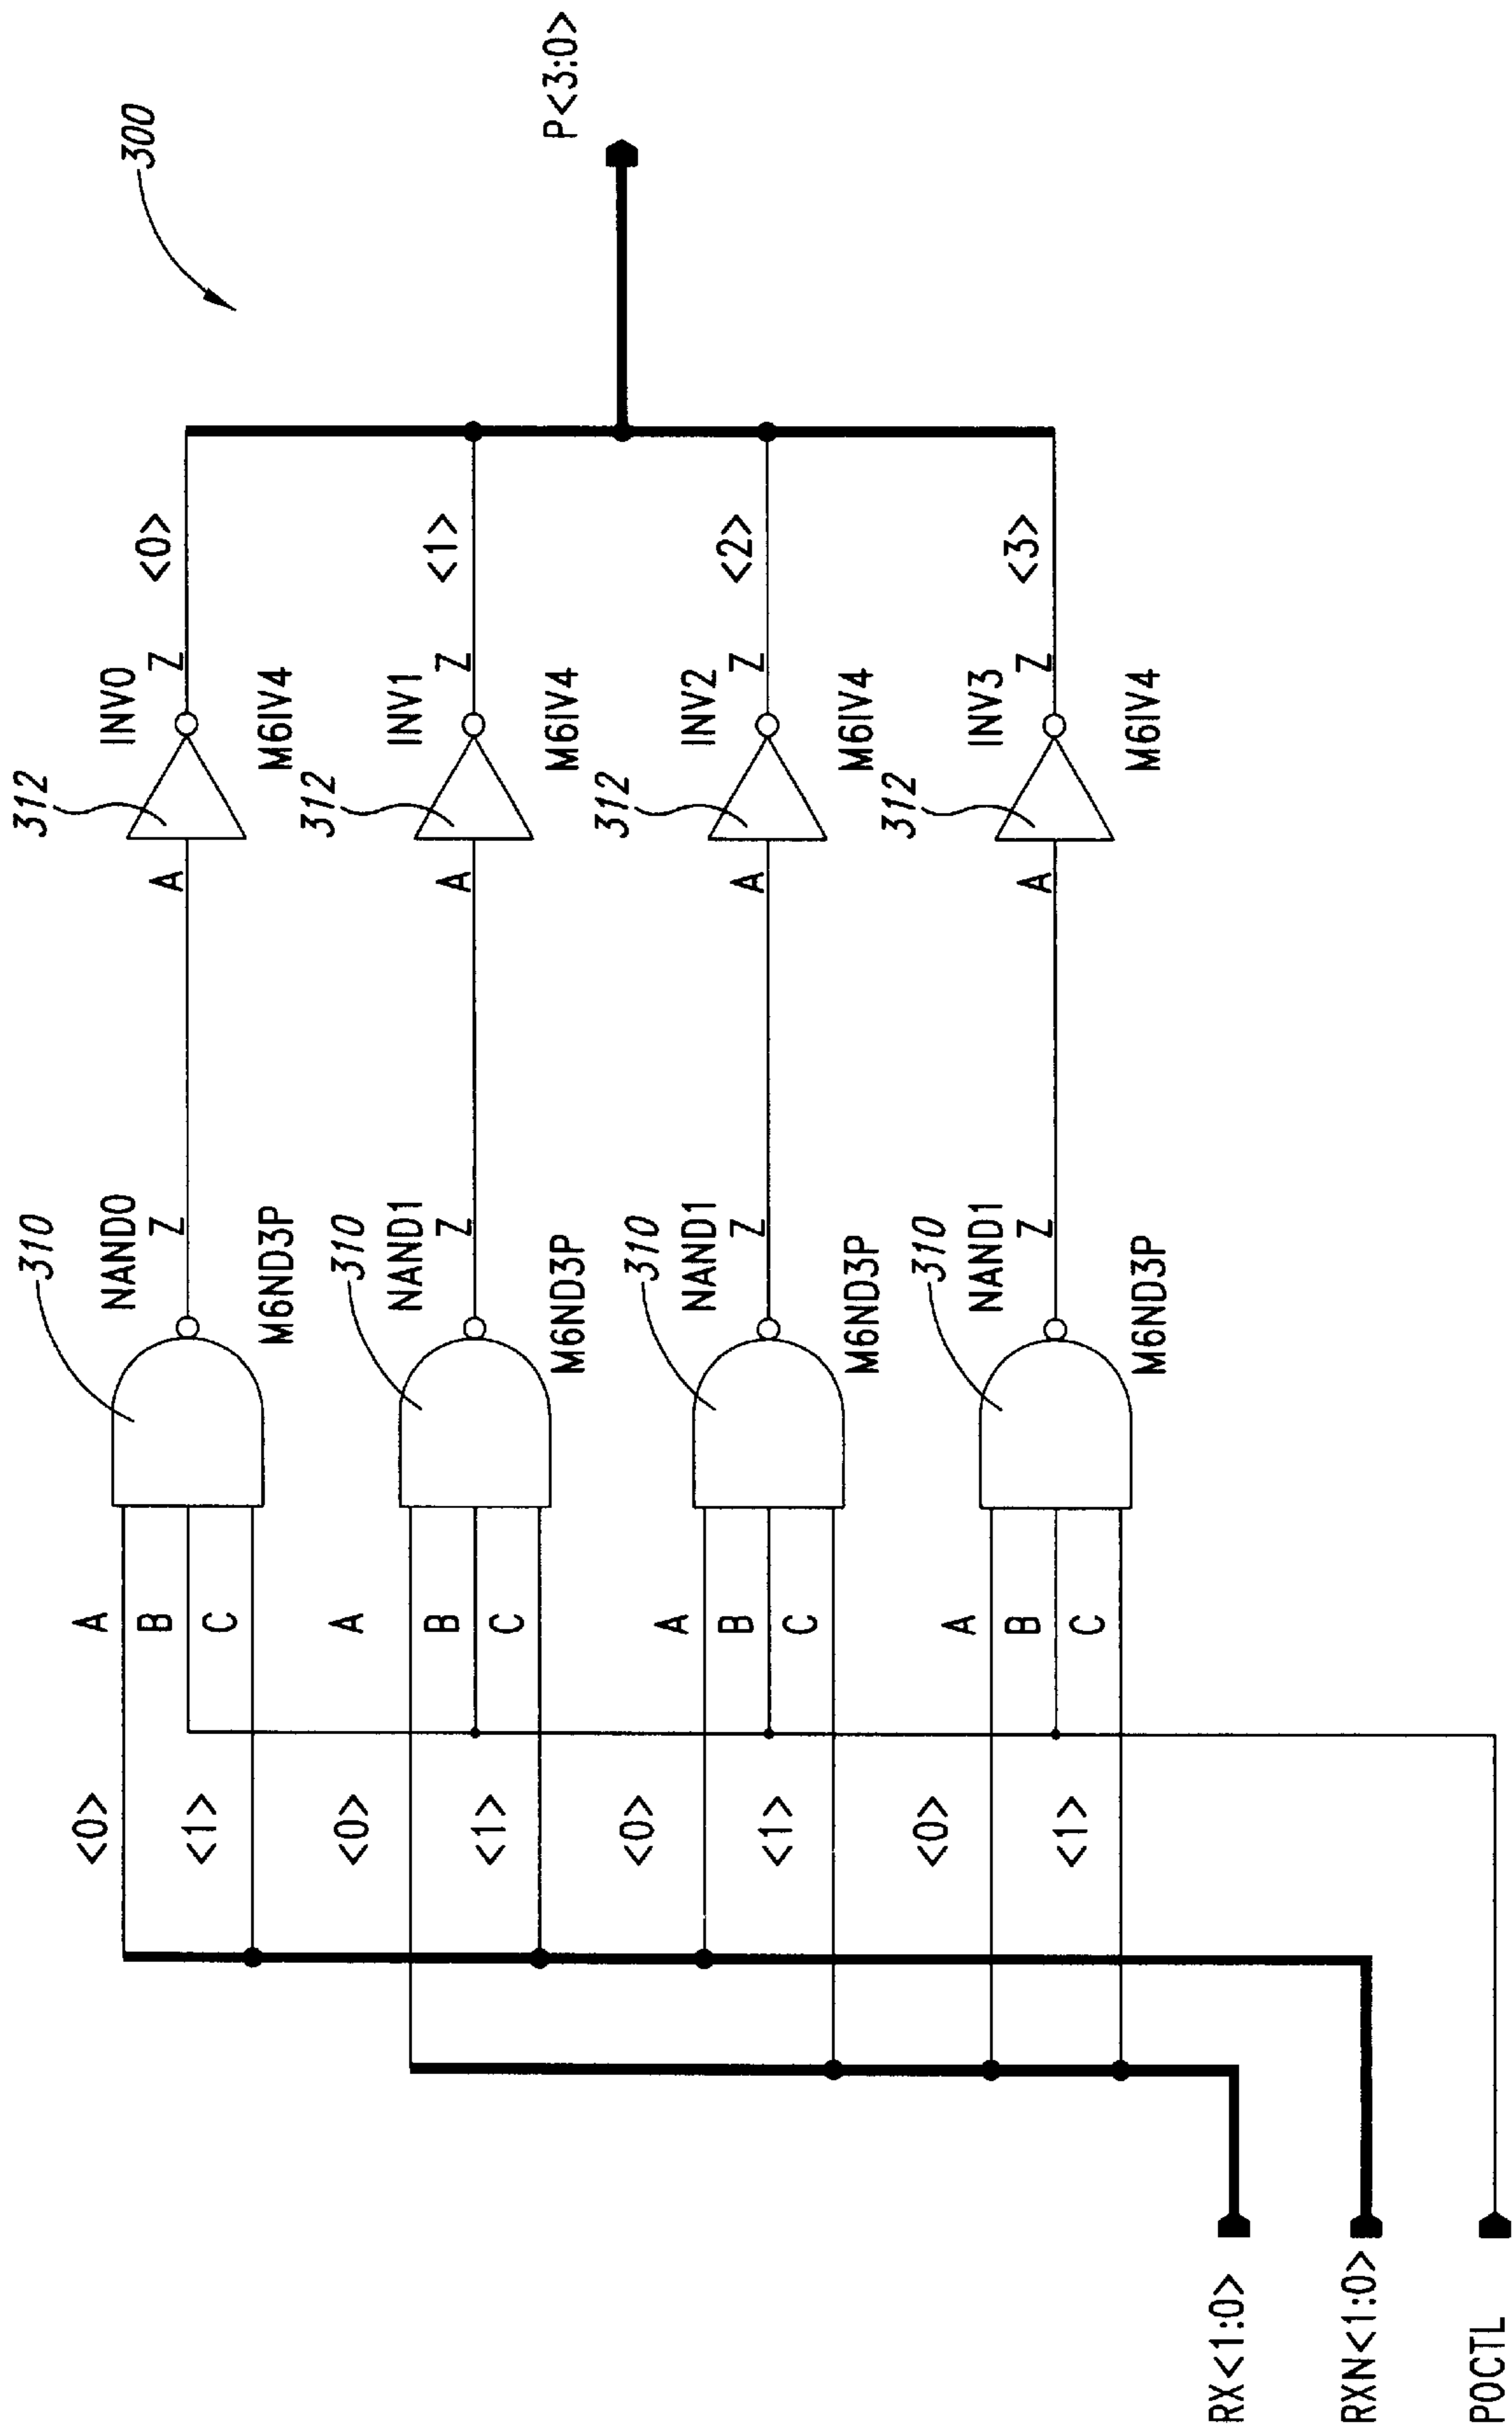 300
312
312
312
312
310
310
310
310
NAND0
Z
M6ND3P
A
INV0
Z
M6IV4
<0>
A
B
C
<0>
<1>
NAND1
Z
M6ND3P
A
INV1
Z
M6IV4
<1>
A
B
C
<0>
<1>
NAND1
Z
M6ND3P
A
INV2
Z
M6IV4
<2>
A
B
C
<0>
<1>
NAND1
Z
M6ND3P
A
INV3
Z
M6IV4
<3>
A
B
C
<0>
<1>
P<3:0>
RX<1:0>
RXN<1:0>
POCTL